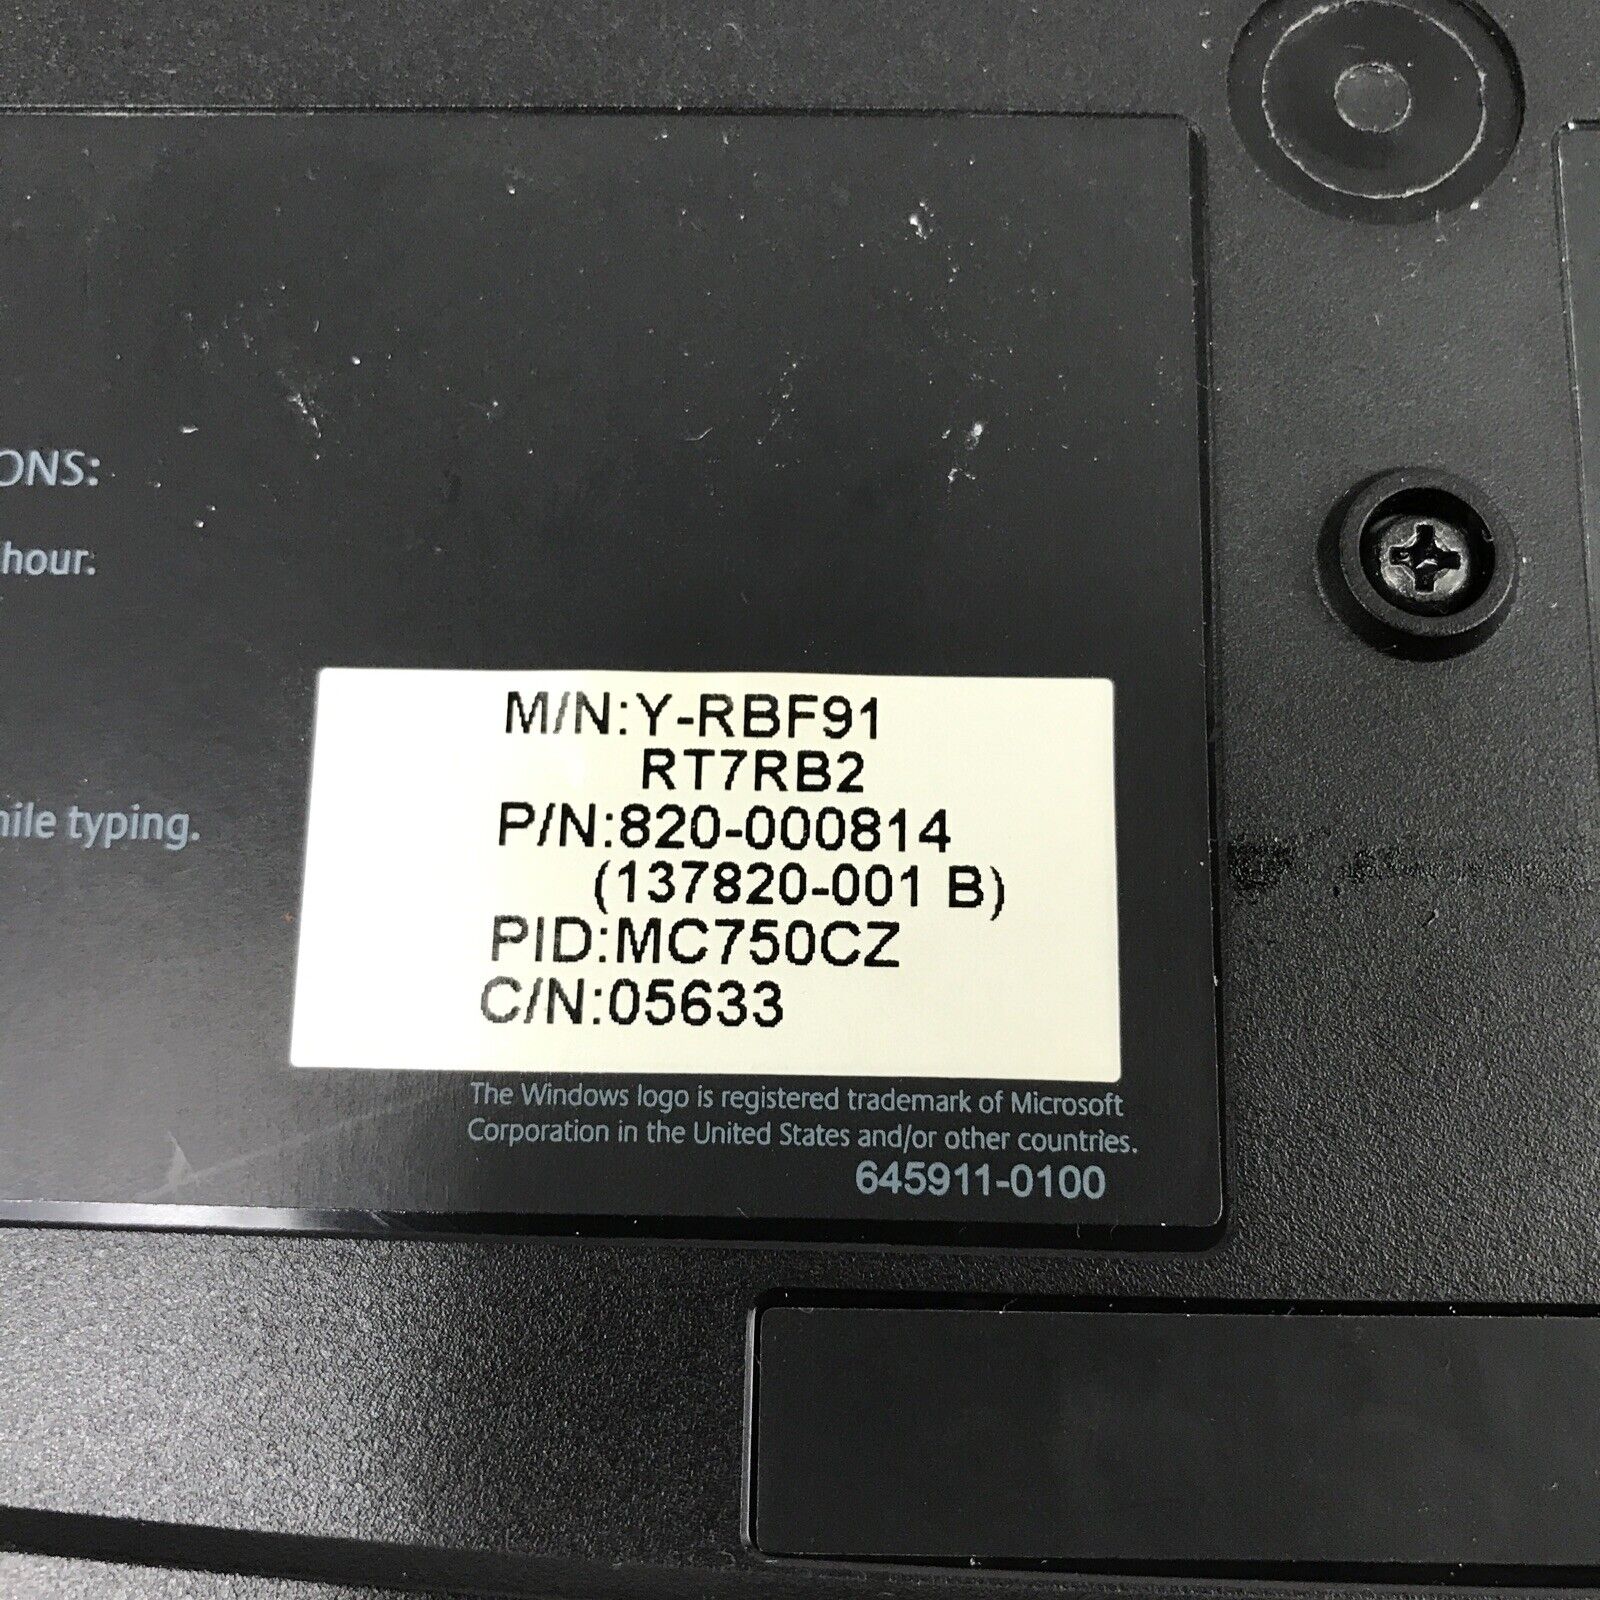 ONS:
hour.
hile typing.
M/N:Y-RBF91
RT7RB2
P/N:820-000814
(137820-001 B)
PID:MC750CZ
C/N:05633
The Windows logo is registered trademark of Microsoft
Corporation in the United States and/or other countries.
645911-0100